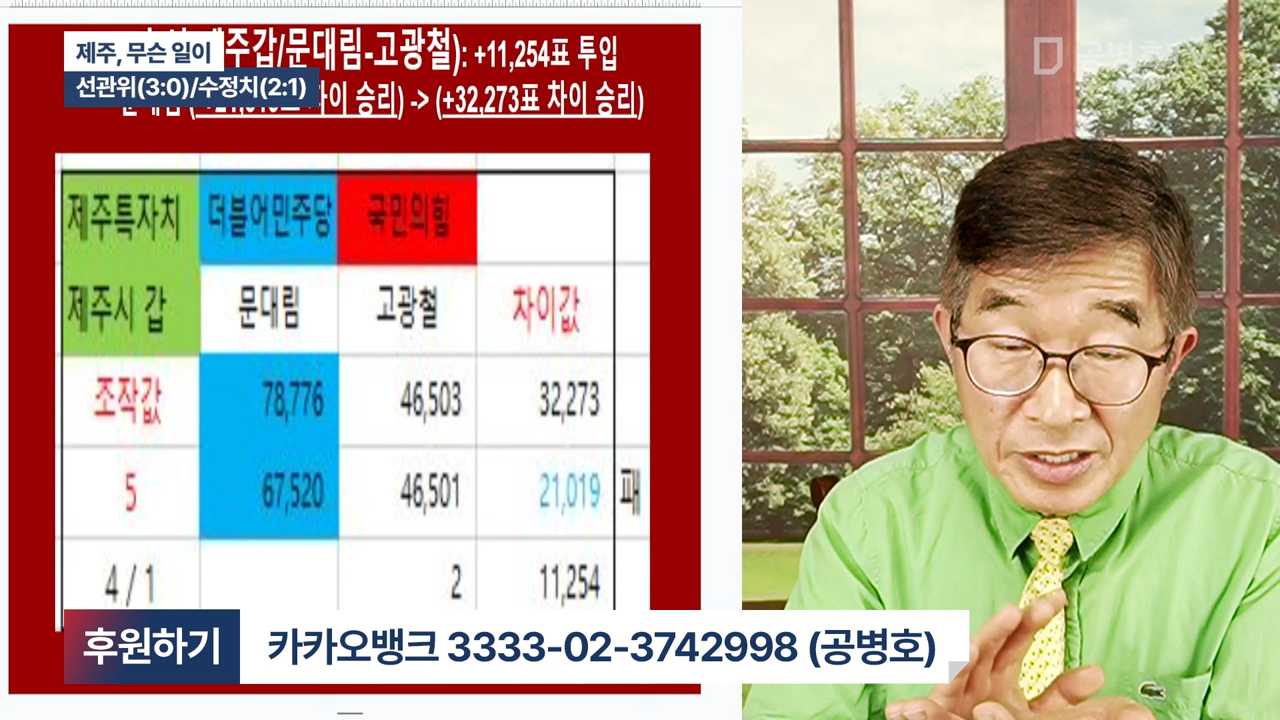 제주, 무슨 일이
선관위(3:0)/수정치(2:1)
주갑/문대림-고광철): +11,254표 투입
차이 승리) -> (+32,273표 차이 승리)
제주특자치 더불어민주당 국민의힘
제주시 갑 문대림 고광철 차이값
조작값 78,776 46,503 32,273
5 67,520 46,501 21,019 패
4 / 1 2 11,254
후원하기 카카오뱅크 3333-02-3742998 (공병호)